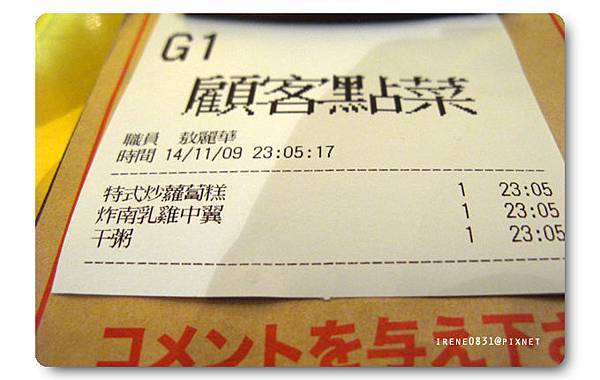 G1
顧客點菜
職員 敖麗華
時間 14/11/09 23:05:17
特式炒蘿蔔糕 1 23:05
炸南乳雞中翼 1 23:05
干粥 1 23:05
コメントを与え下さ
IRENE0831@PIXNET